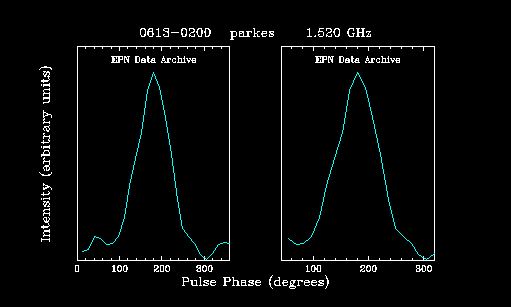 0613-0200 parkes 1.520 GHz
EPN Data Archive
EPN Data Archive
Intensity (arbitrary units)
0 100 200 300
100 200 300
Pulse Phase (degrees)